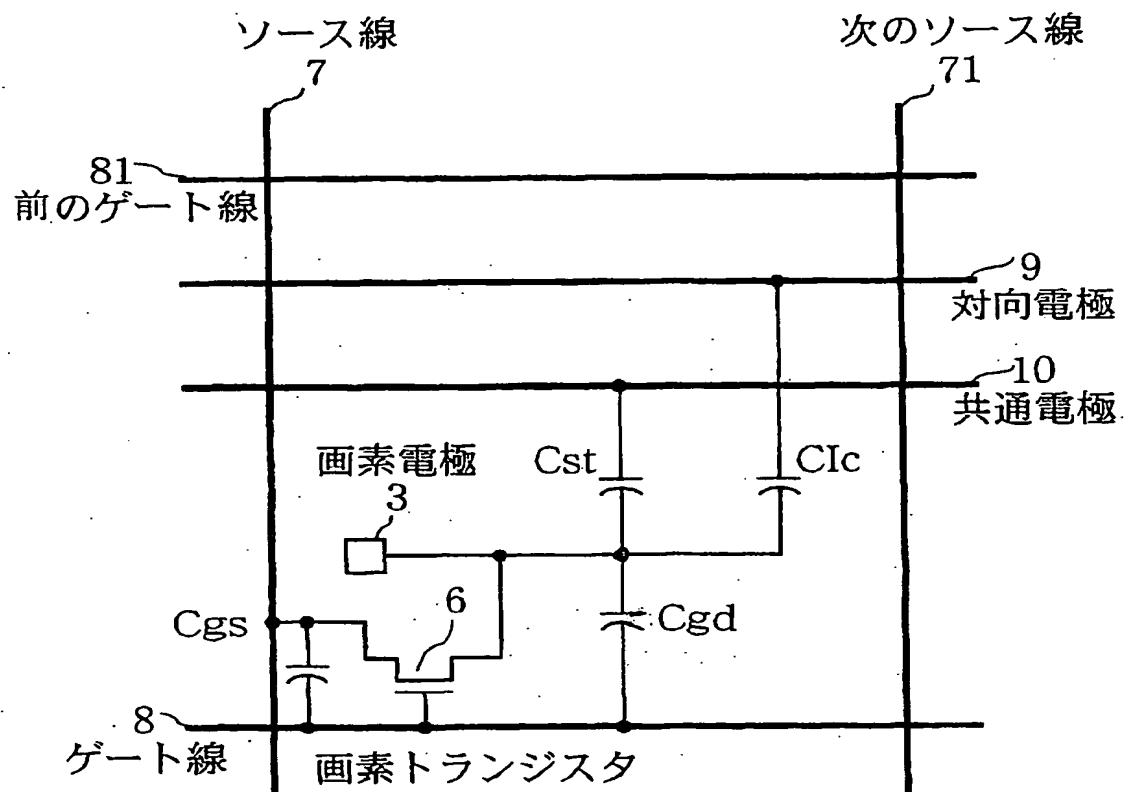 ソース線
7
次のソース線
71
81
前のゲート線
9
対向電極
10
共通電極
画素電極
3
Cst
CIc
Cgs
6
Cgd
8
ゲート線
画素トランジスタ